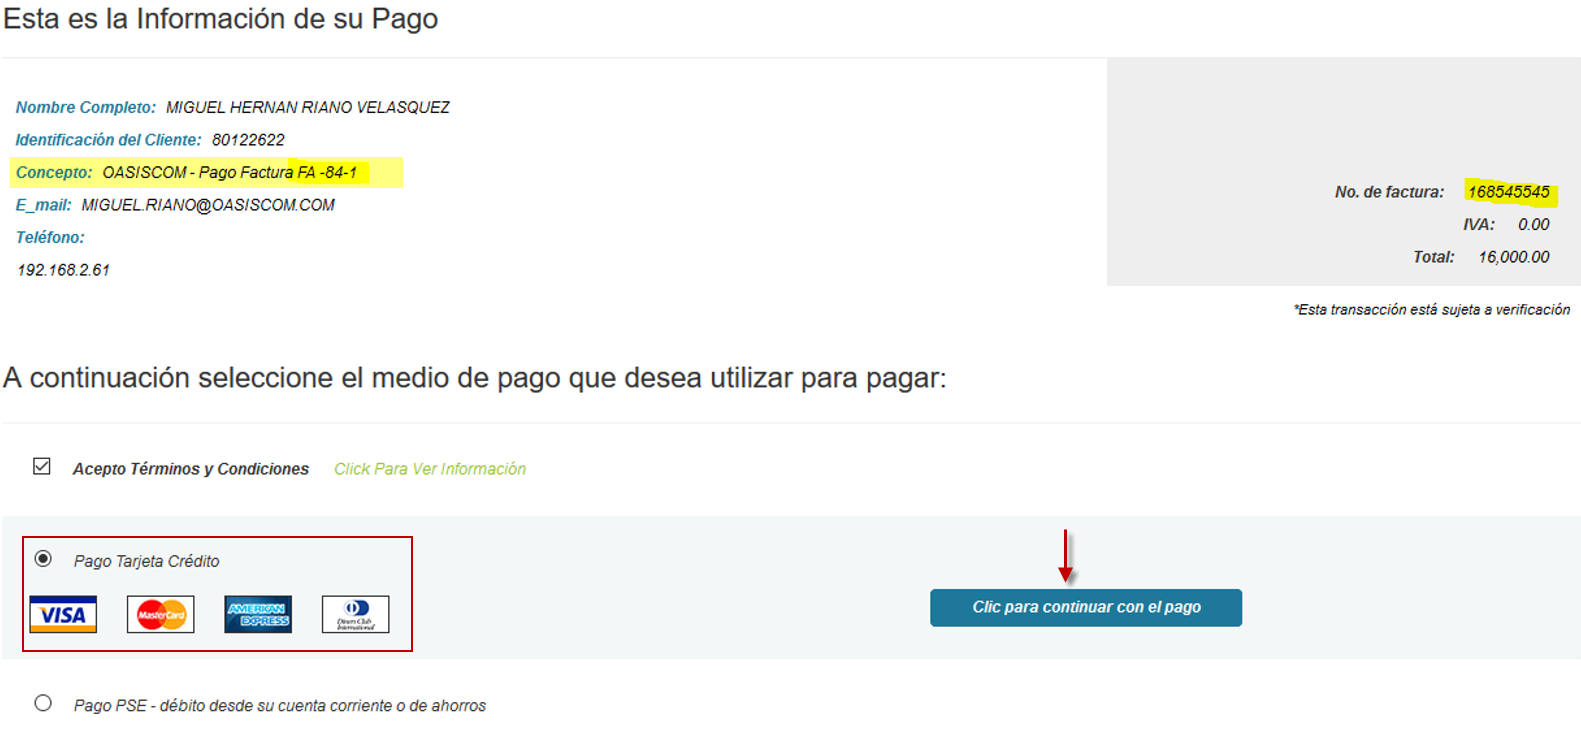 Esta es la Información de su Pago
Nombre Completo: MIGUEL HERNAN RIANO VELASQUEZ
Identificación del Cliente: 80122622
Concepto: OASISCOM - Pago Factura FA -84-1
E_mail: MIGUEL.RIANO@OASISCOM.COM
Teléfono:
192.168.2.61
No. de factura: 168545545
IVA: 0.00
Total: 16,000.00
*Esta transacción está sujeta a verificación
A continuación seleccione el medio de pago que desea utilizar para pagar:
Acepto Términos y Condiciones Click Para Ver Información
Pago Tarjeta Crédito
VISA MasterCard AMERICAN EXPRESS Diners Club International
Clic para continuar con el pago
Pago PSE - débito desde su cuenta corriente o de ahorros